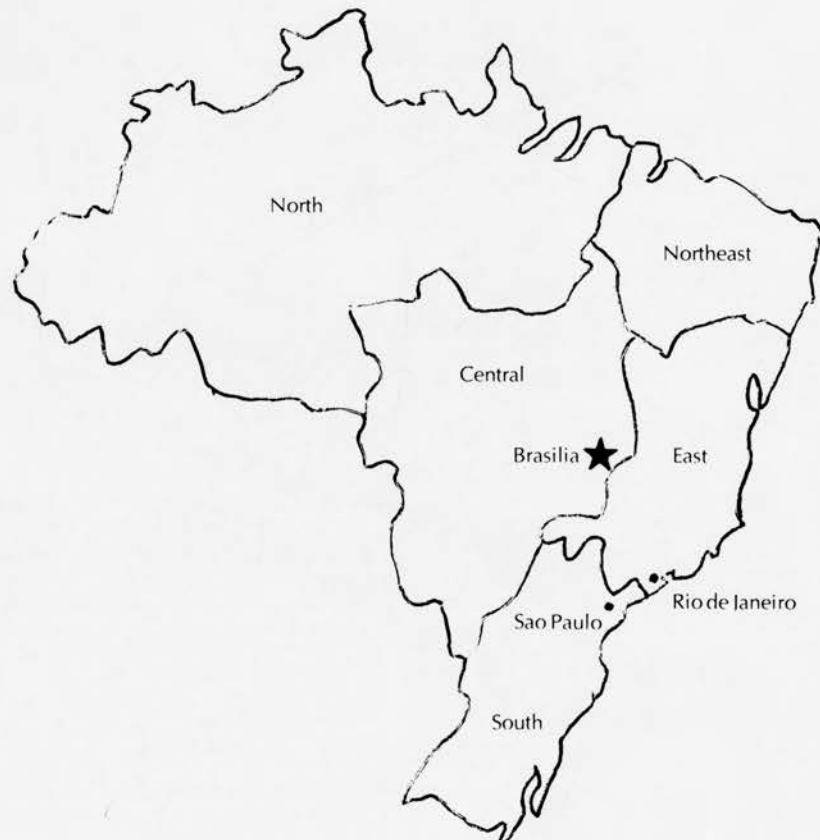 North
Northeast
Central
Brasilia
East
Rio de Janeiro
Sao Paulo
South